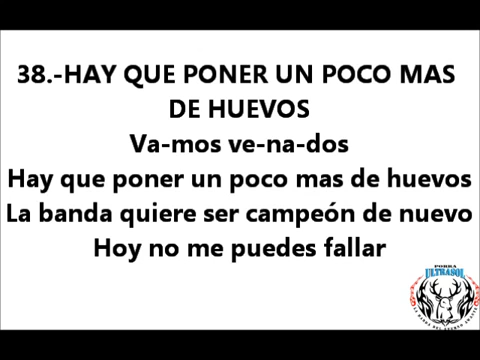 38.-HAY QUE PONER UN POCO MAS
DE HUEVOS
Va-mos ve-na-dos
Hay que poner un poco mas de huevos
La banda quiere ser campeón de nuevo
Hoy no me puedes fallar
PORRA
ULTRASOL